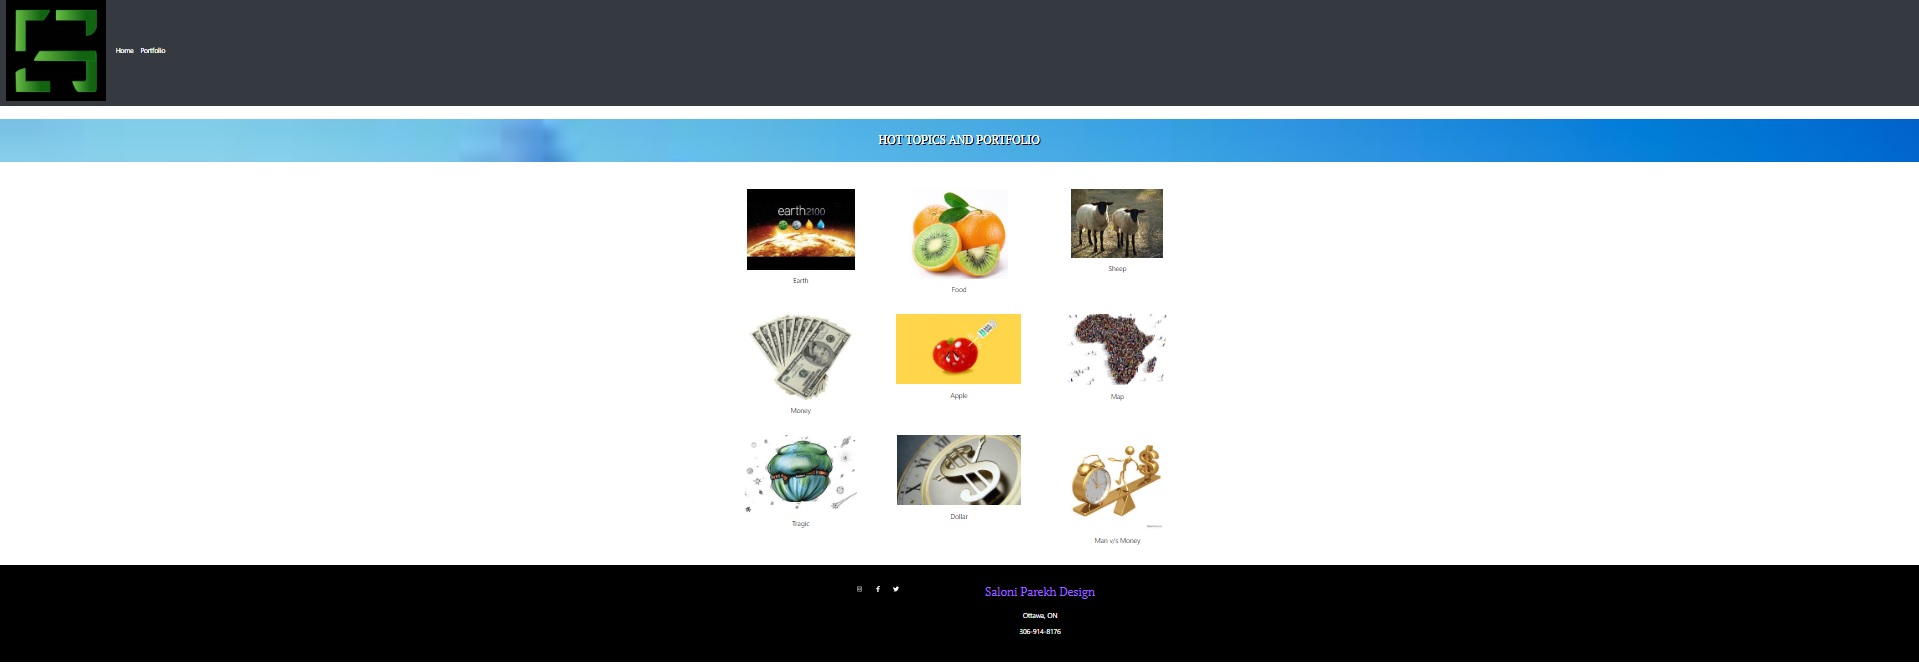 Home Portfolio
HOT TOPICS AND PORTFOLIO
earth2100
Earth
Food
Sheep
Money
Apple
Map
Tragic
Dollar
Man v/s Money
Saloni Parekh Design
Ottawa, ON
306-914-8176